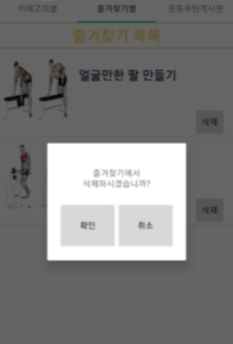 카테고리별
즐겨찾기별
운동루틴게시판
즐겨찾기 목록
얼굴만한 팔 만들기
삭제
즐겨찾기에서
삭제하시겠습니까?
확인
취소
삭제